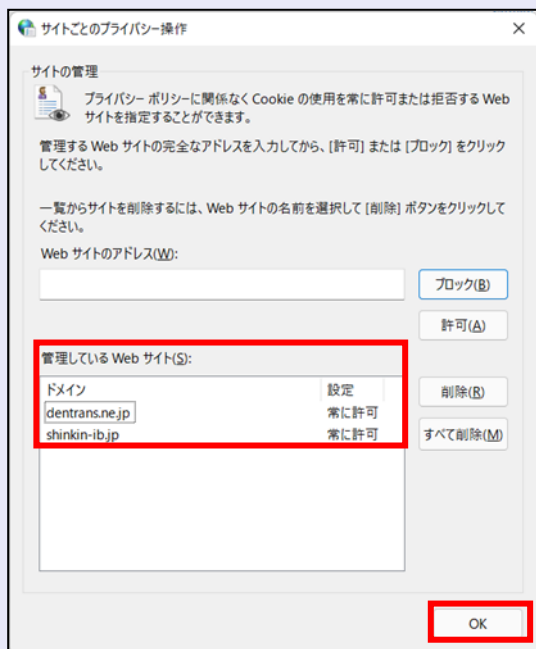 サイトごとのプライバシー操作
サイトの管理
プライバシー ポリシーに関係なく Cookie の使用を常に許可または拒否する Web
サイトを指定することができます。
管理する Web サイトの完全なアドレスを入力してから、[許可] または [ブロック] をクリック
してください。
一覧からサイトを削除するには、Web サイトの名前を選択して [削除] ボタンをクリックして
ください。
Web サイトのアドレス(W):
ブロック(B)
許可(A)
管理している Web サイト(S):
ドメイン 設定
dentrans.ne.jp 常に許可
shinkin-ib.jp 常に許可
削除(R)
すべて削除(M)
OK